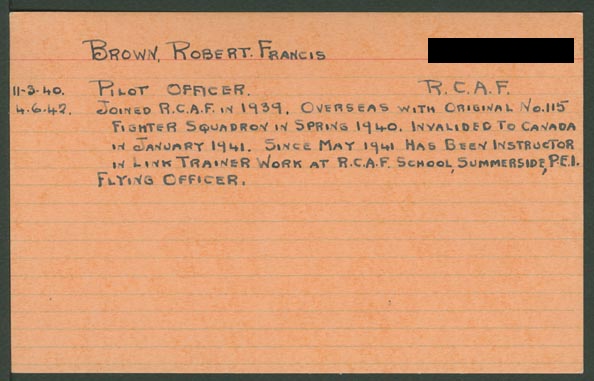 BROWN, ROBERT FRANCIS
11-3-40. PILOT OFFICER. R.C.A.F.
4-6-42. JOINED R.C.A.F. IN 1939. OVERSEAS WITH ORIGINAL NO.115
FIGHTER SQUADRON IN SPRING 1940. INVALIDED TO CANADA
IN JANUARY 1941. SINCE MAY 1941 HAS BEEN INSTRUCTOR
IN LINK TRAINER WORK AT R.C.A.F. SCHOOL, SUMMERSIDE, P.E.I.
FLYING OFFICER.